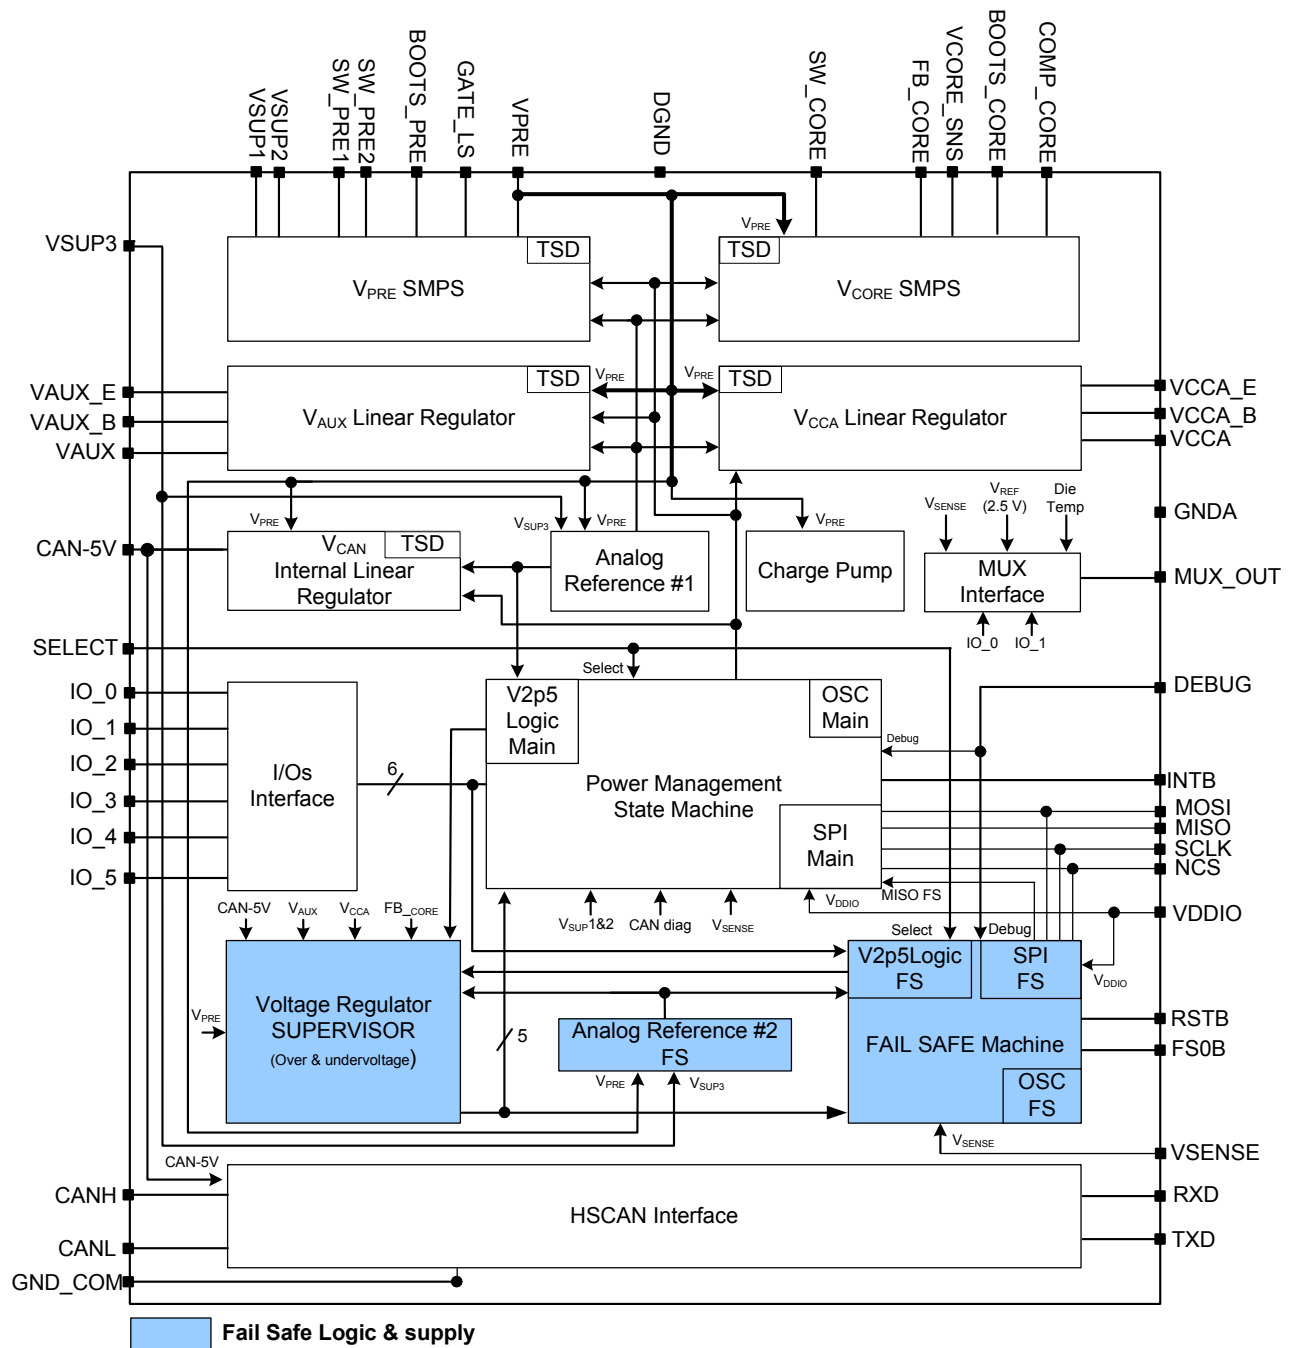 VSUP1
VSUP2
SW_PRE1
SW_PRE2
BOOTS_PRE
GATE_LS
VPRE
DGND
SW_CORE
FB_CORE
VCORE_SNS
BOOTS_CORE
COMP_CORE
VSUP3
TSD
VPRE SMPS
VPRE
TSD
VCORE SMPS
VAUX_E
VAUX_B
VAUX
TSD
VAUX Linear Regulator
VPRE
VPRE
TSD
VCCA Linear Regulator
VCCA_E
VCCA_B
VCCA
VPRE
VSUP3
VPRE
VPRE
VSENSE
VREF
(2.5 V)
Die
Temp
GNDA
CAN-5V
VCAN
TSD
Internal Linear
Regulator
Analog
Reference #1
Charge Pump
MUX
Interface
MUX_OUT
IO_0
IO_1
SELECT
Select
IO_0
IO_1
IO_2
IO_3
IO_4
IO_5
I/Os
Interface
6
V2p5
Logic
Main
OSC
Main
Power Management
State Machine
SPI
Main
Debug
DEBUG
INTB
MOSI
MISO
SCLK
NCS
MISO FS
VDDIO
VDDIO
CAN-5V
VAUX
VCCA
FB_CORE
VSUP1&2
CAN diag
VSENSE
Select
Debug
VDDIO
VPRE
Voltage Regulator
SUPERVISOR
(Over & undervoltage)
5
Analog Reference #2
FS
VPRE
VSUP3
V2p5Logic
FS
SPI
FS
FAIL SAFE Machine
OSC
FS
RSTB
FS0B
VSENSE
VSENSE
CAN-5V
CANH
CANL
GND_COM
HSCAN Interface
RXD
TXD
Fail Safe Logic & supply